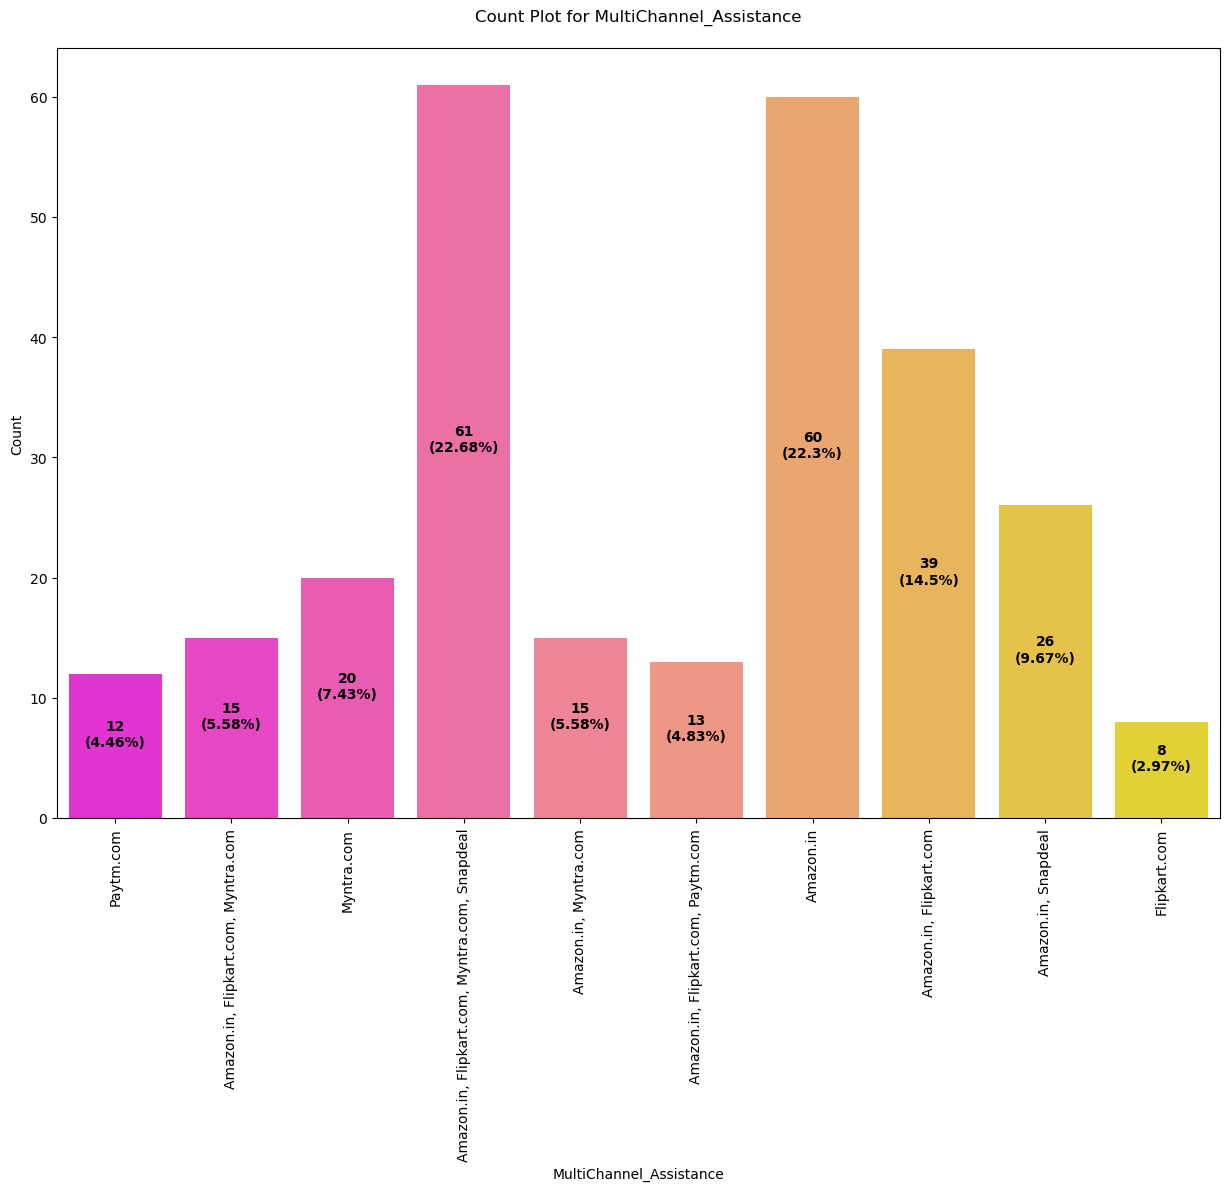 Count Plot for MultiChannel_Assistance
Count
60
50
40
30
20
10
0
12
(4.46%)
15
(5.58%)
20
(7.43%)
61
(22.68%)
15
(5.58%)
13
(4.83%)
60
(22.3%)
39
(14.5%)
26
(9.67%)
8
(2.97%)
Paytm.com
Amazon.in, Flipkart.com, Myntra.com
Myntra.com
Amazon.in, Flipkart.com, Myntra.com, Snapdeal
Amazon.in, Myntra.com
Amazon.in, Flipkart.com, Paytm.com
Amazon.in
Amazon.in, Flipkart.com
Amazon.in, Snapdeal
Flipkart.com
MultiChannel_Assistance